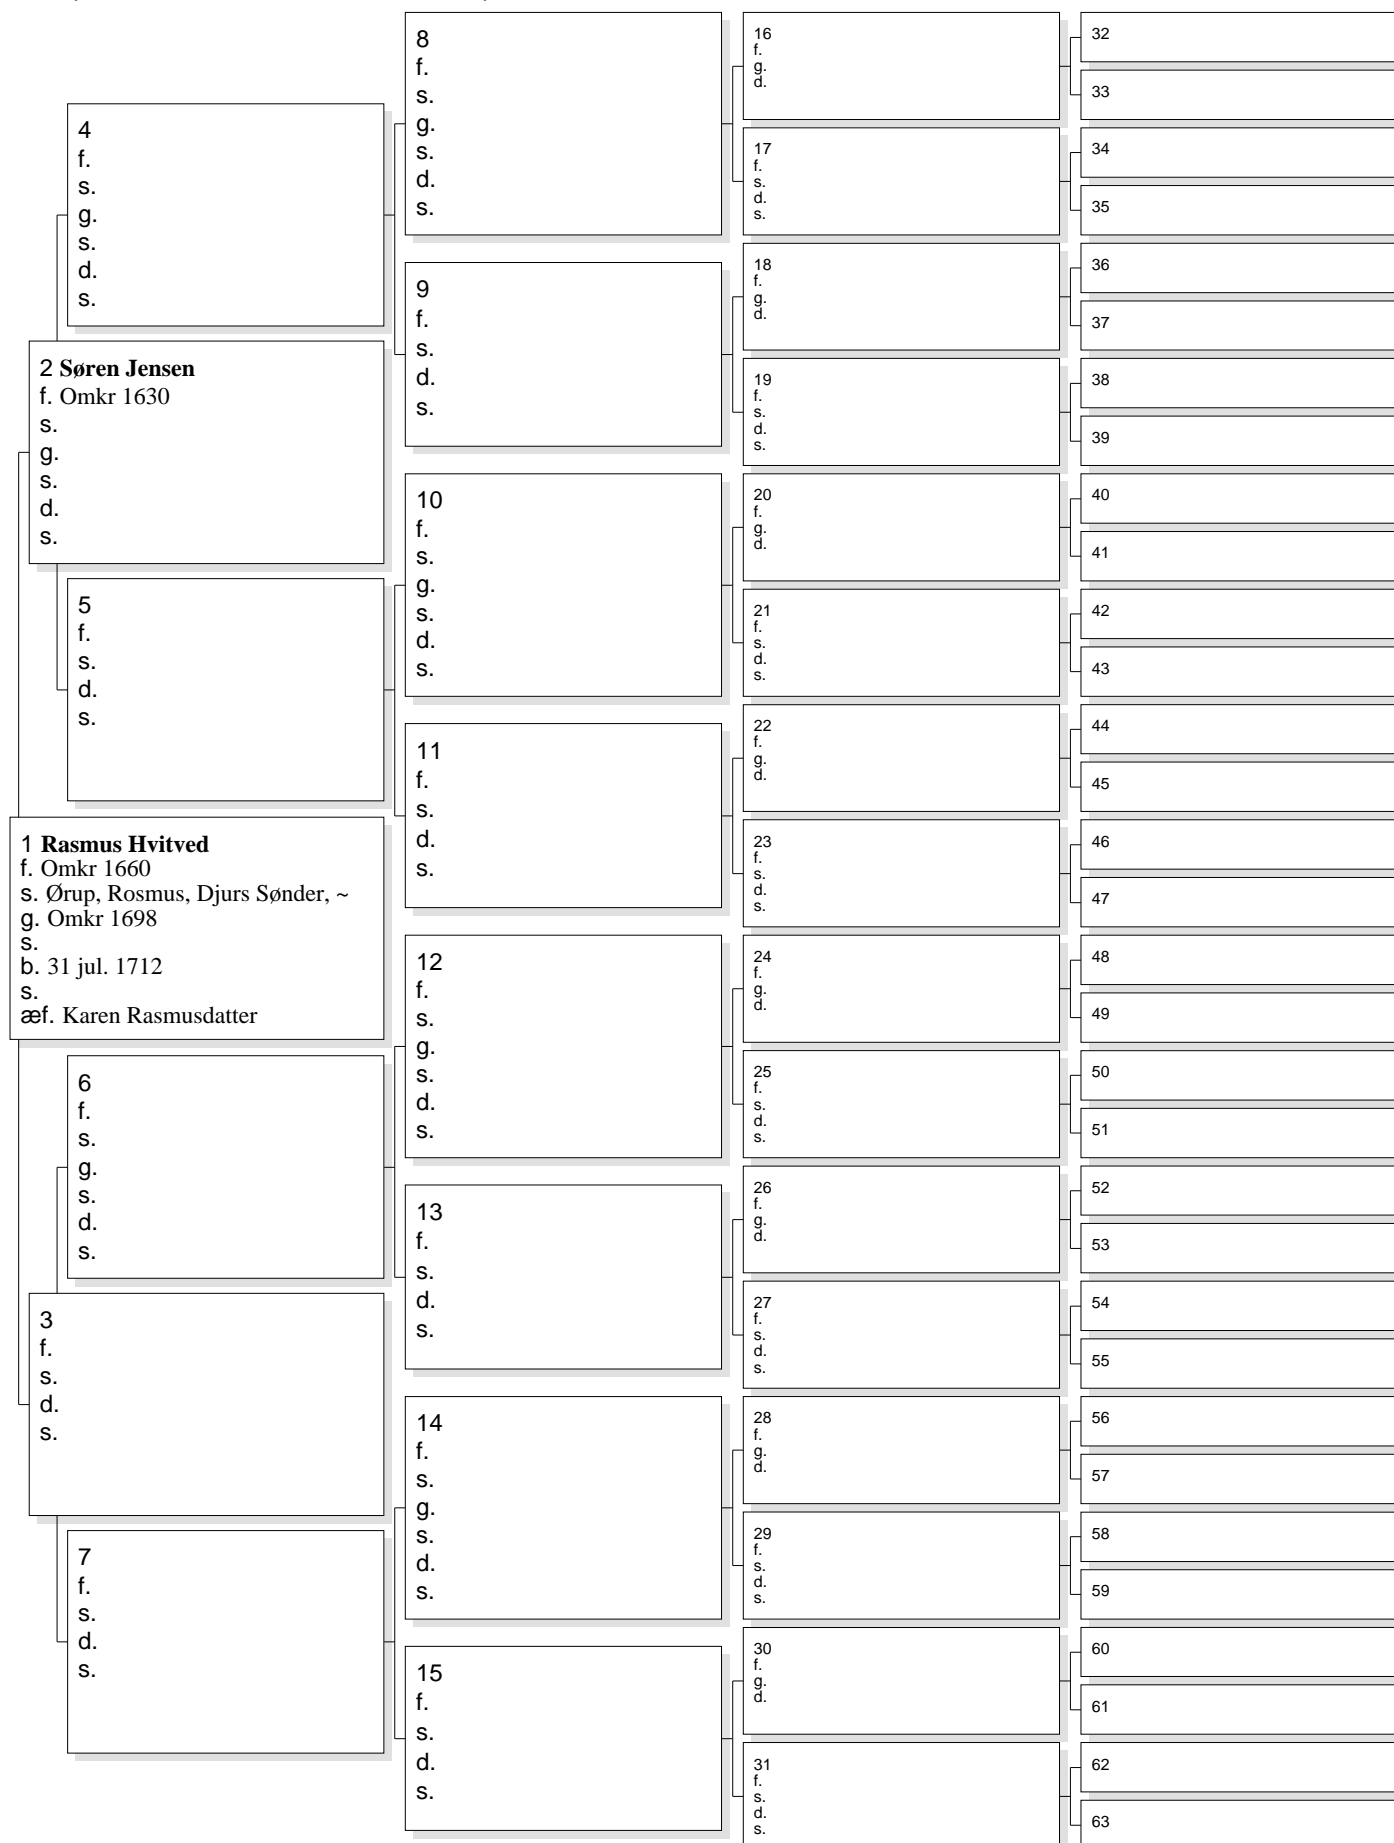 4
f.
s.
g.
s.
d.
s.
2 Søren Jensen
f. Omkr 1630
s.
g.
s.
d.
s.
5
f.
s.
d.
s.
1 Rasmus Hvitved
f. Omkr 1660
s. Ørup, Rosmus, Djurs Sønder, ~
g. Omkr 1698
s.
b. 31 jul. 1712
s.
æf. Karen Rasmusdatter
6
f.
s.
g.
s.
d.
s.
3
f.
s.
d.
s.
7
f.
s.
d.
s.
8
f.
s.
g.
s.
d.
s.
9
f.
s.
d.
s.
10
f.
s.
g.
s.
d.
s.
11
f.
s.
d.
s.
12
f.
s.
g.
s.
d.
s.
13
f.
s.
d.
s.
14
f.
s.
g.
s.
d.
s.
15
f.
s.
d.
s.
16
f.
g.
d.
17
f.
s.
d.
s.
18
f.
g.
d.
19
f.
s.
d.
s.
20
f.
g.
d.
21
f.
s.
d.
s.
22
f.
g.
d.
23
f.
s.
d.
s.
24
f.
g.
d.
25
f.
s.
d.
s.
26
f.
g.
d.
27
f.
s.
d.
s.
28
f.
g.
d.
29
f.
s.
d.
s.
30
f.
g.
d.
31
f.
s.
d.
s.
32
33
34
35
36
37
38
39
40
41
42
43
44
45
46
47
48
49
50
51
52
53
54
55
56
57
58
59
60
61
62
63